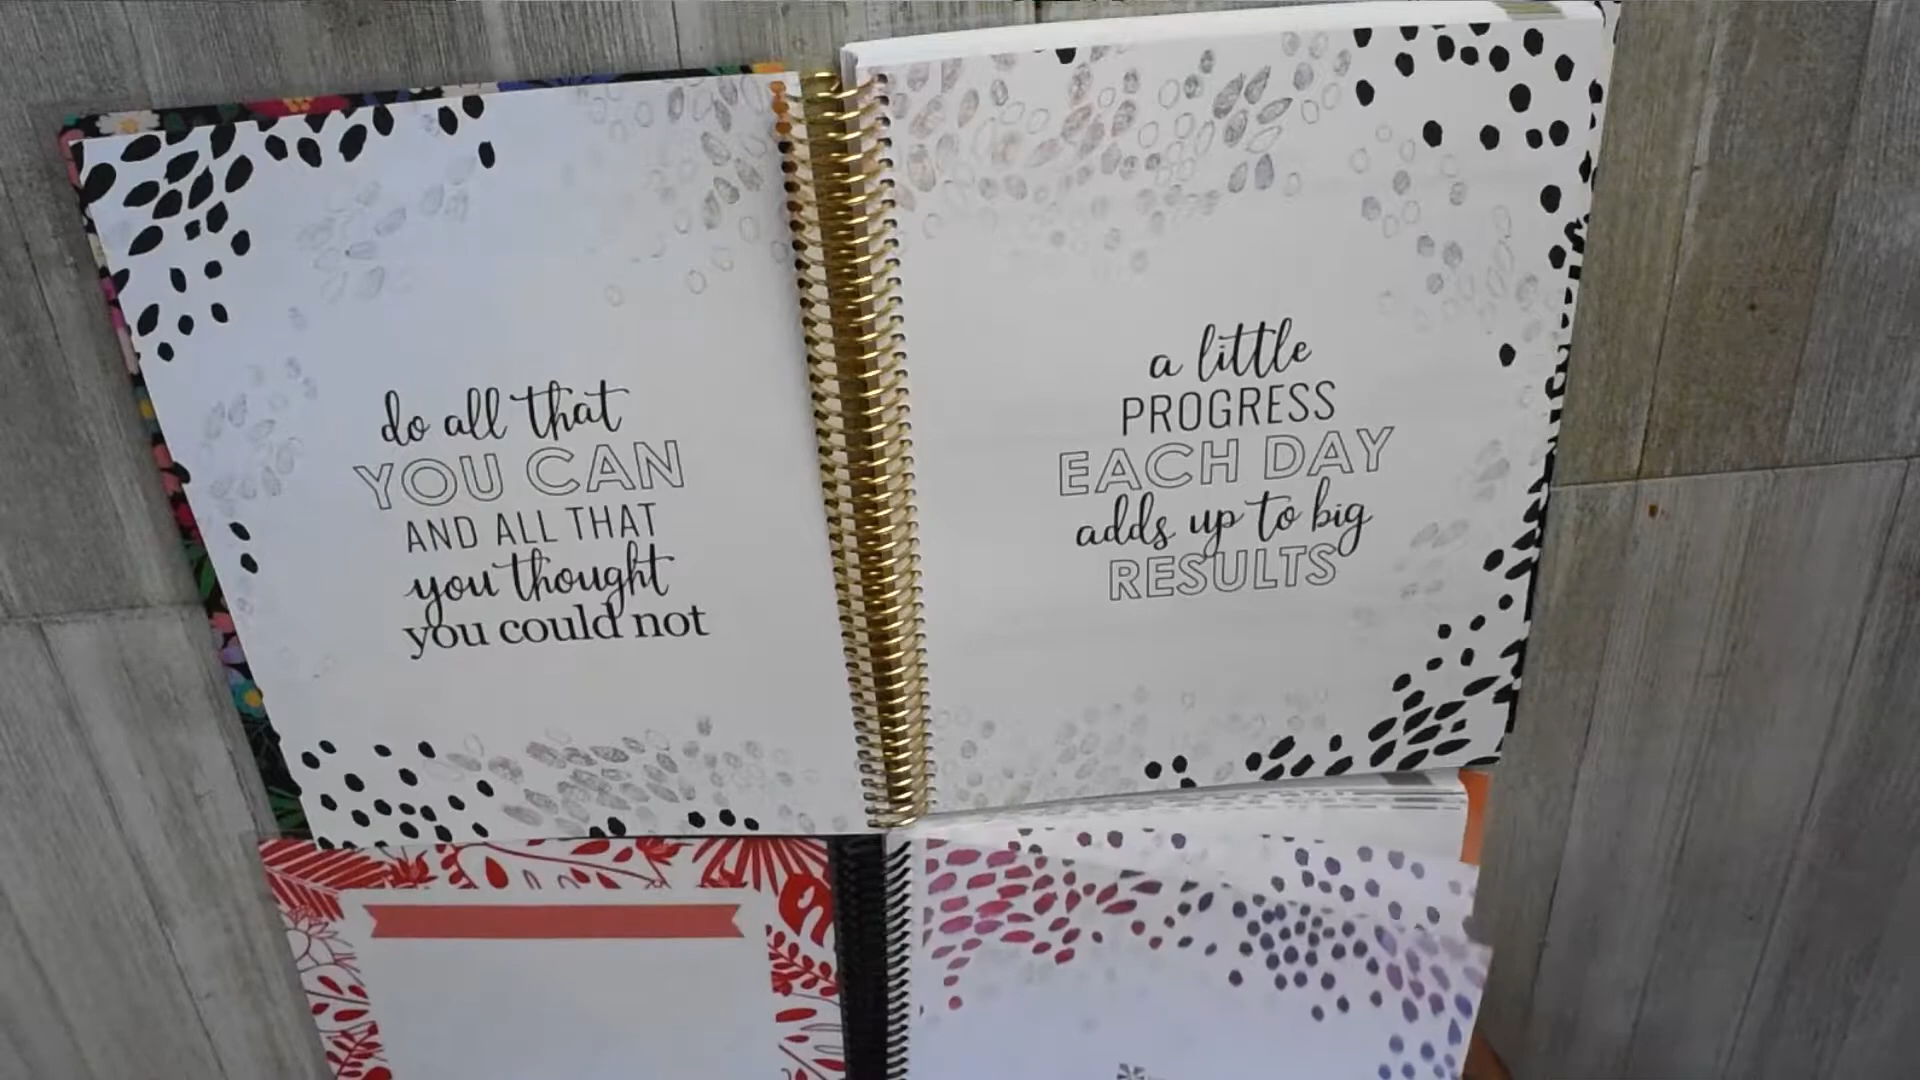 do all that
YOU CAN
AND ALL THAT
you thought
you could not
a little
PROGRESS
EACH DAY
adds up to big
RESULTS